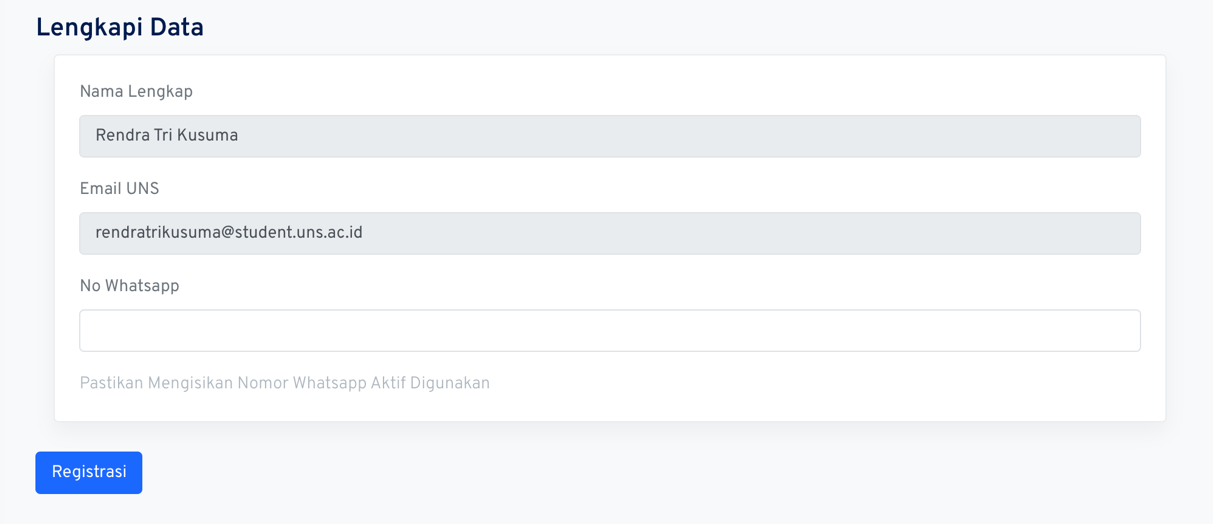 Lengkapi Data
Nama Lengkap
Rendra Tri Kusuma
Email UNS
rendratrikusuma@student.uns.ac.id
No Whatsapp
Pastikan Mengisikan Nomor Whatsapp Aktif Digunakan
Registrasi